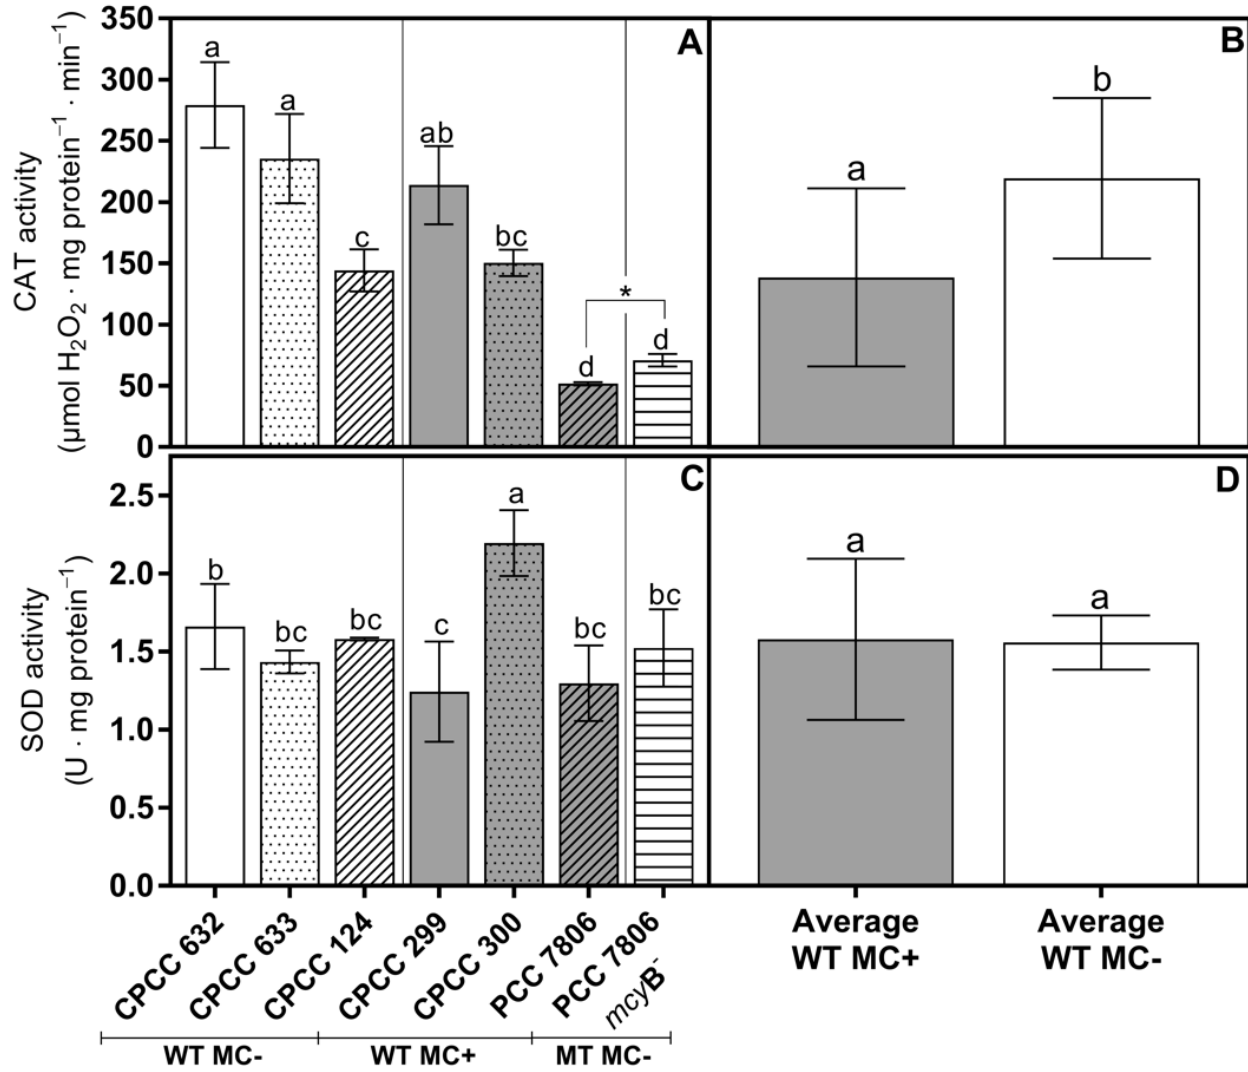 CAT activity
(µmol H₂O₂ · mg protein⁻¹ · min⁻¹)
350
300
250
200
150
100
50
0
A
a
a
c
ab
bc
d
*
d
B
a
b
SOD activity
(U · mg protein⁻¹)
2.5
2.0
1.5
1.0
0.5
0.0
C
b
bc
bc
c
a
bc
bc
D
a
a
CPCC 632
CPCC 633
CPCC 124
CPCC 299
CPCC 300
PCC 7806
PCC 7806
mcyB⁻
WT MC-
WT MC+
MT MC-
Average
WT MC+
Average
WT MC-